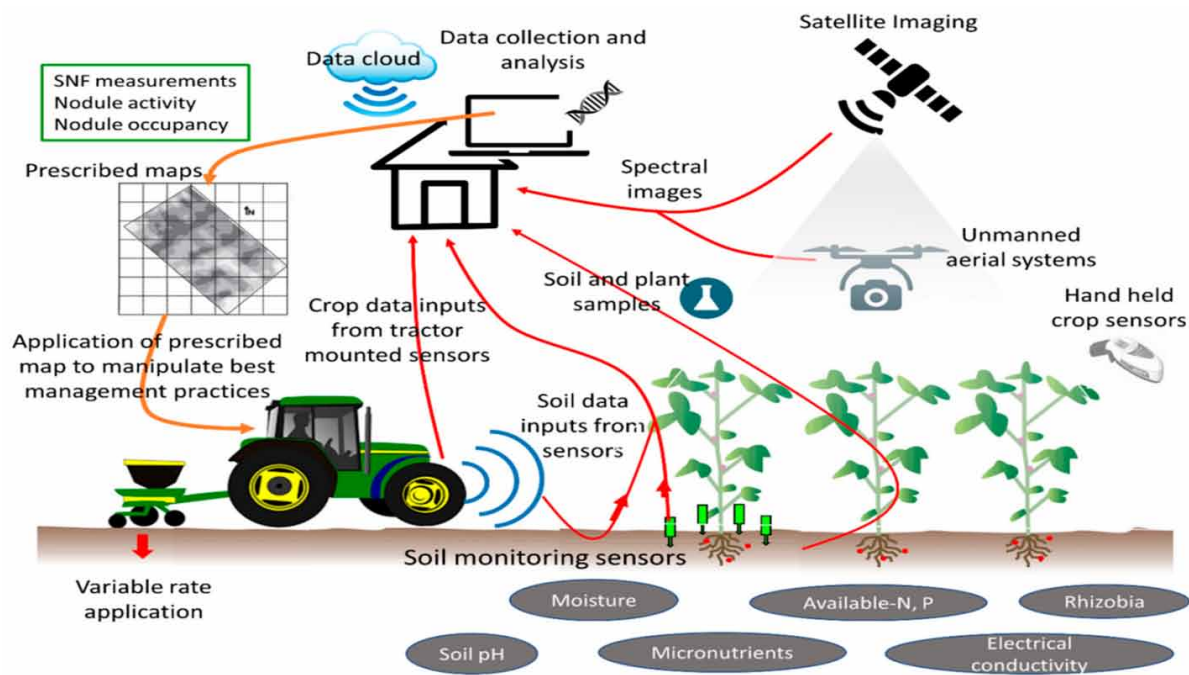 Satellite Imaging
Data collection and
analysis
Data cloud
SNF measurements
Nodule activity
Nodule occupancy
Prescribed maps
N
Spectral
images
Unmanned
aerial systems
Soil and plant
samples
Hand held
crop sensors
Crop data inputs
from tractor
mounted sensors
Application of prescribed
map to manipulate best
management practices
Soil data
inputs from
sensors
Soil monitoring sensors
Variable rate
application
Moisture
Available-N, P
Rhizobia
Soil pH
Micronutrients
Electrical
conductivity